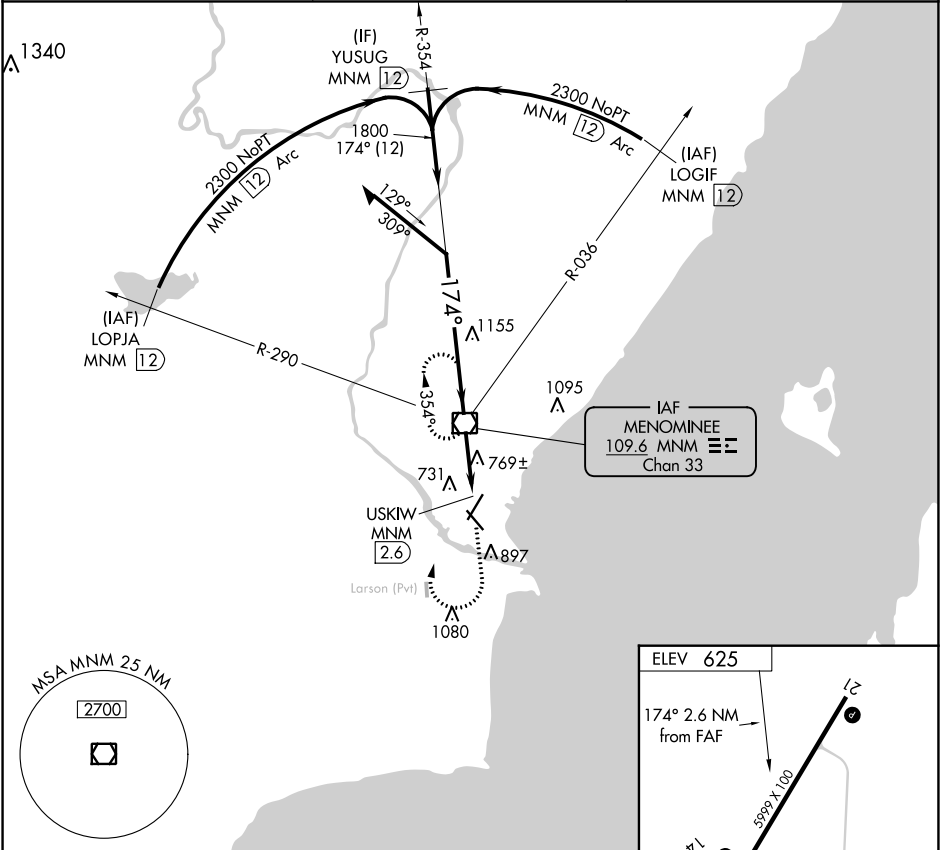 1340
(IF)
YUSUG
MNM 12
R-354
2300 NoPT
MNM 12 Arc
2300 NoPT
MNM 12 Arc
1800
174° (12)
(IAF)
LOGIF
MNM 12
129°
309°
R-036
174°
1155
(IAF)
LOPJA
MNM 12
R-290
354°
1095
IAF
MENOMINEE
109.6 MNM
Chan 33
769±
731
USKIW
MNM
2.6
897
Larson (Pvt)
1080
MSA MNM 25 NM
2700
ELEV 625
174° 2.6 NM
from FAF
21
P
5999 X 100
14